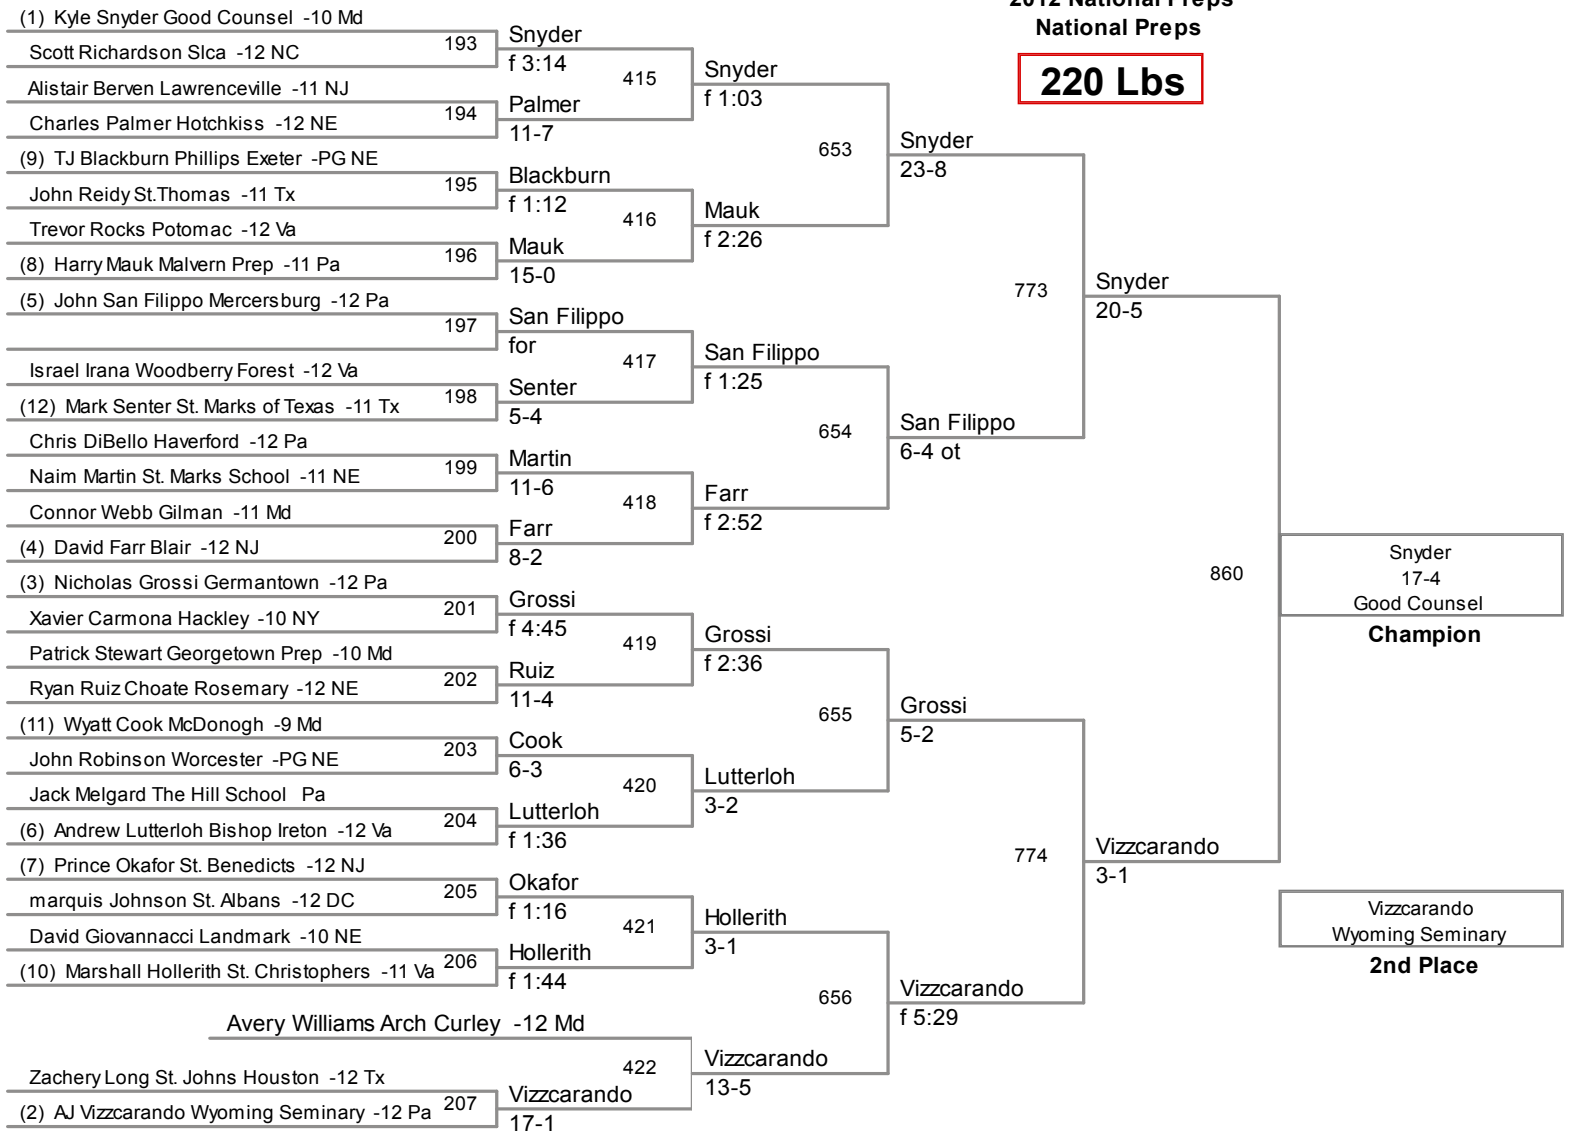 2012 National Preps
National Preps
220 Lbs
(1) Kyle Snyder Good Counsel -10 Md
193
Scott Richardson Slca -12 NC
Alistair Berven Lawrenceville -11 NJ
194
Charles Palmer Hotchkiss -12 NE
(9) TJ Blackburn Phillips Exeter -PG NE
195
John Reidy St.Thomas -11 Tx
Trevor Rocks Potomac -12 Va
196
(8) Harry Mauk Malvern Prep -11 Pa
(5) John San Filippo Mercersburg -12 Pa
197
Israel Irana Woodberry Forest -12 Va
198
(12) Mark Senter St. Marks of Texas -11 Tx
Chris DiBello Haverford -12 Pa
199
Naim Martin St. Marks School -11 NE
Connor Webb Gilman -11 Md
200
(4) David Farr Blair -12 NJ
(3) Nicholas Grossi Germantown -12 Pa
201
Xavier Carmona Hackley -10 NY
Patrick Stewart Georgetown Prep -10 Md
202
Ryan Ruiz Choate Rosemary -12 NE
(11) Wyatt Cook McDonogh -9 Md
203
John Robinson Worcester -PG NE
Jack Melgard The Hill School Pa
204
(6) Andrew Lutterloh Bishop Ireton -12 Va
(7) Prince Okafor St. Benedicts -12 NJ
205
marquis Johnson St. Albans -12 DC
David Giovannacci Landmark -10 NE
206
(10) Marshall Hollerith St. Christophers -11 Va
Avery Williams Arch Curley -12 Md
Zachery Long St. Johns Houston -12 Tx
207
(2) AJ Vizzcarando Wyoming Seminary -12 Pa
Snyder
f 3:14
415
Palmer
11-7
Blackburn
f 1:12
416
Mauk
15-0
San Filippo
for
417
Senter
5-4
Martin
11-6
418
Farr
8-2
Grossi
f 4:45
419
Ruiz
11-4
Cook
6-3
420
Lutterloh
f 1:36
Okafor
f 1:16
421
Hollerith
f 1:44
422
Vizzcarando
17-1
Snyder
f 1:03
653
Mauk
f 2:26
San Filippo
f 1:25
654
Farr
f 2:52
Grossi
f 2:36
655
Lutterloh
3-2
Hollerith
3-1
656
Vizzcarando
13-5
Snyder
23-8
773
San Filippo
6-4 ot
Grossi
5-2
774
Vizzcarando
f 5:29
Snyder
20-5
860
Vizzcarando
3-1
Snyder
17-4
Good Counsel
Champion
Vizzcarando
Wyoming Seminary
2nd Place